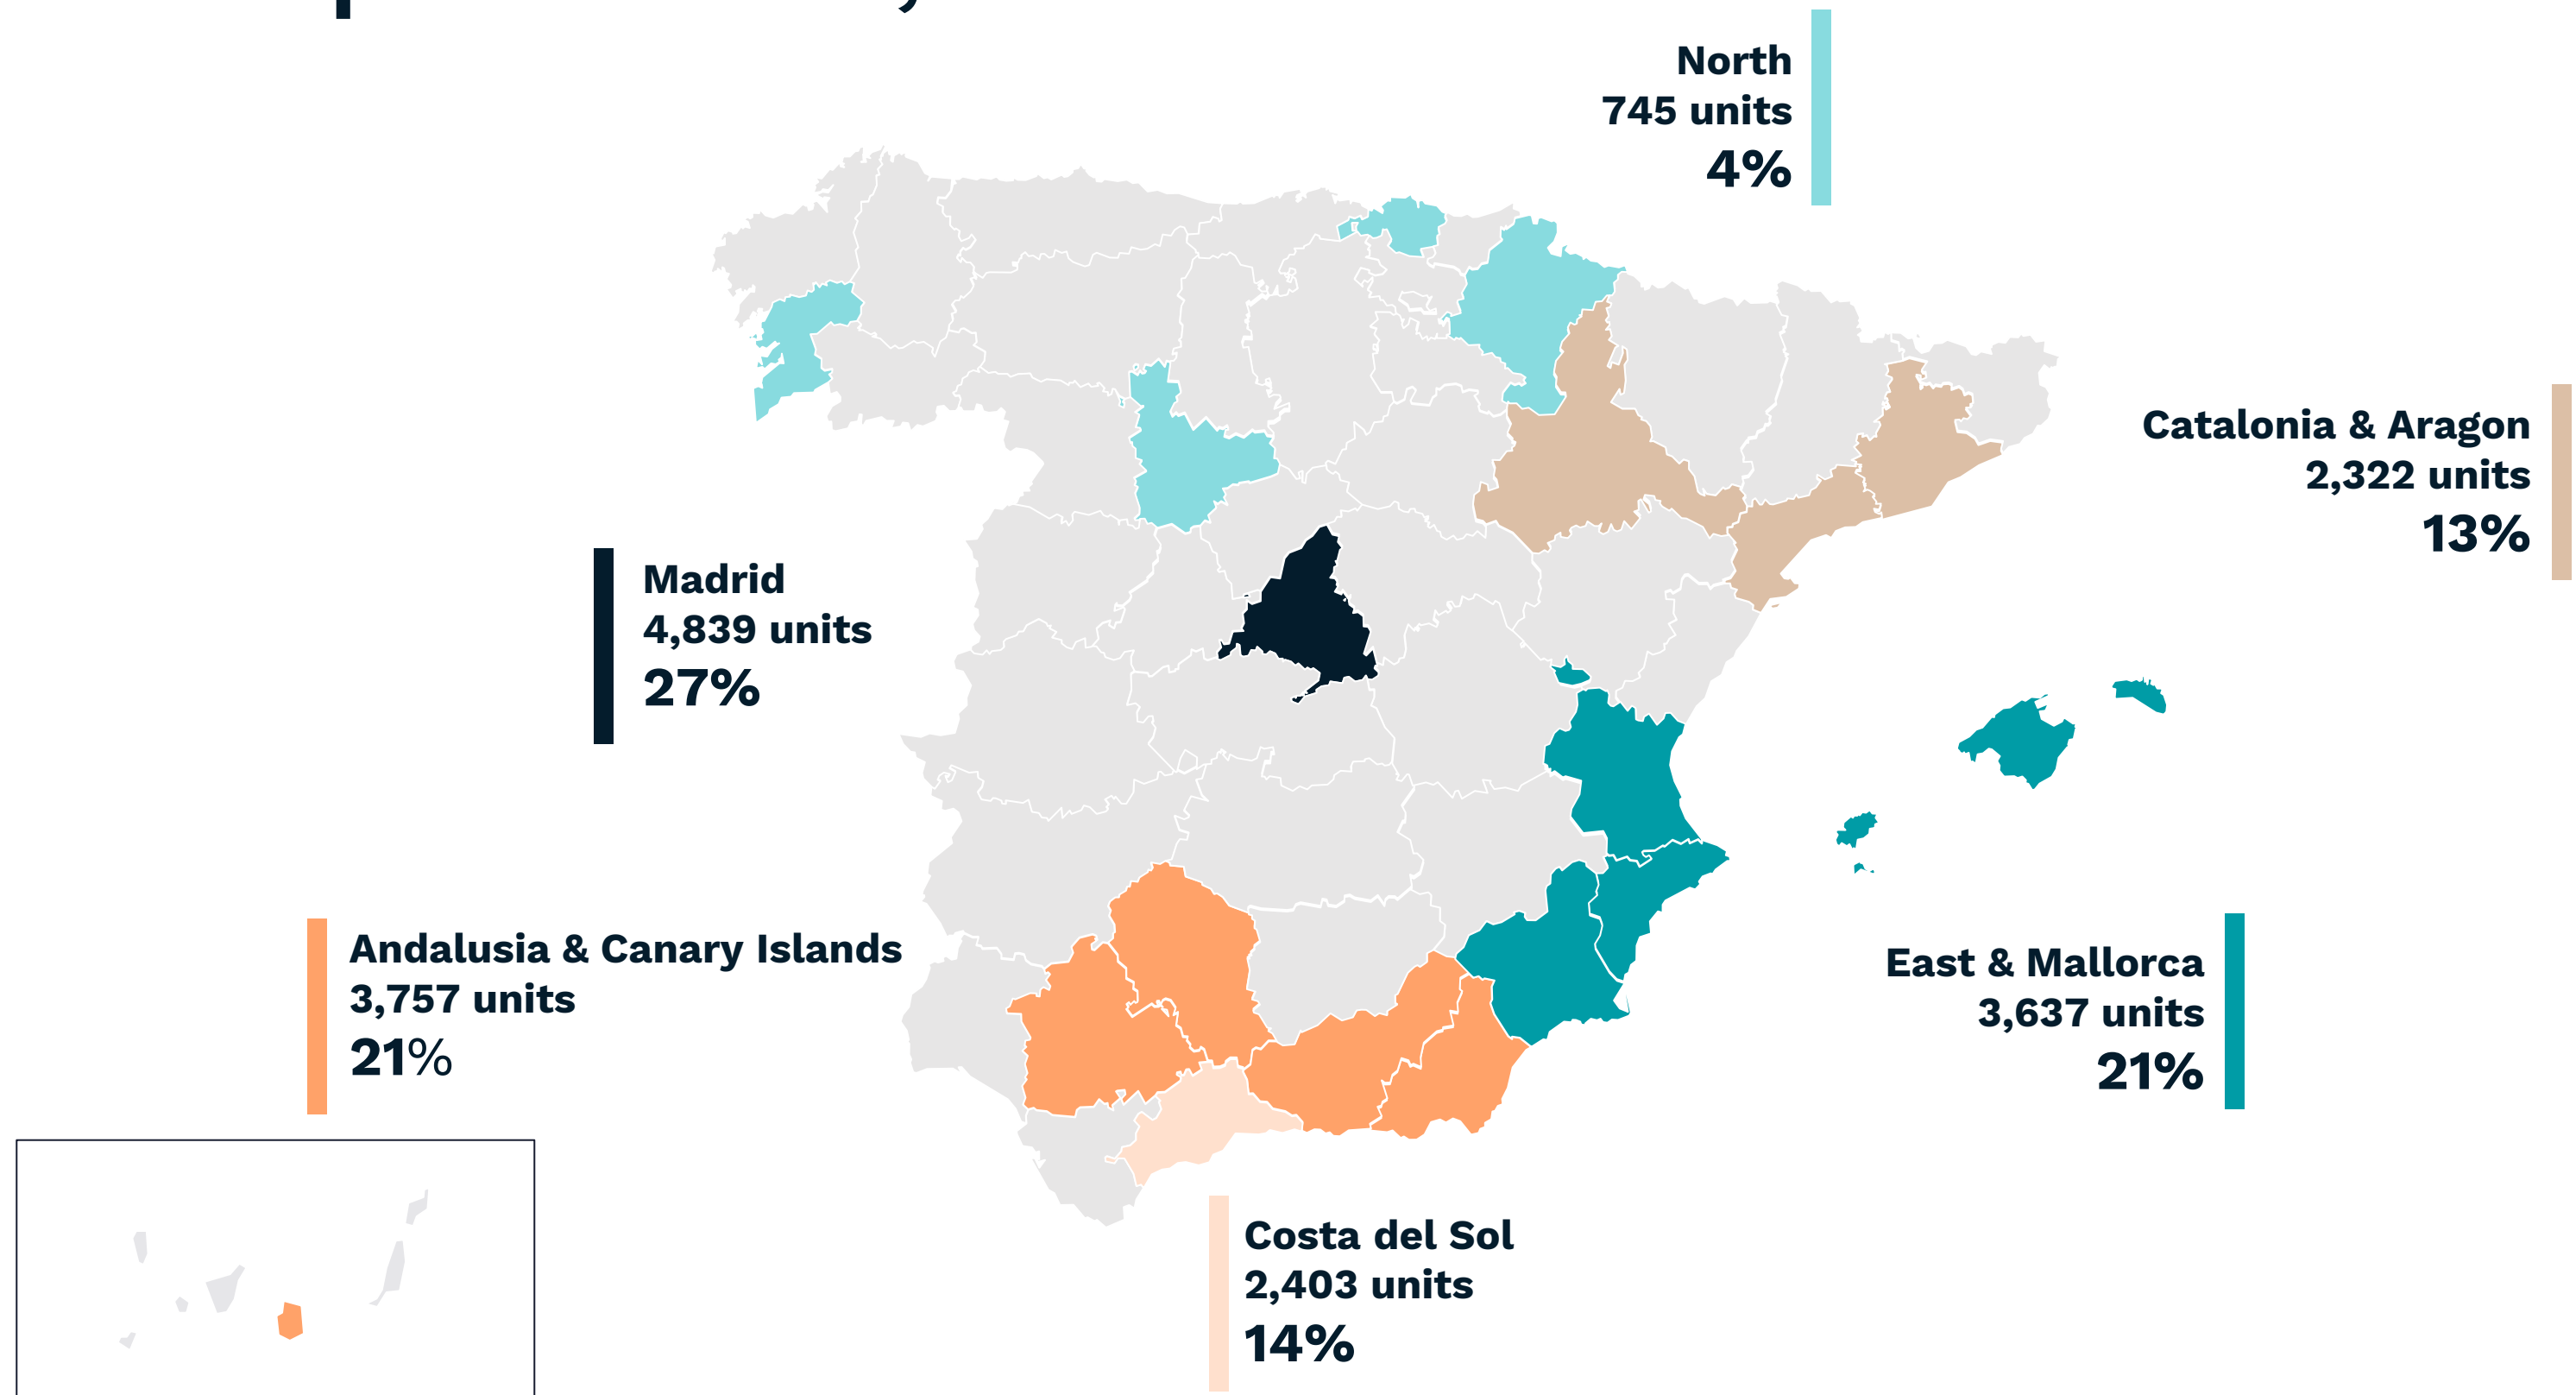 North
745 units
4%
Catalonia & Aragon
2,322 units
13%
Madrid
4,839 units
27%
Andalusia & Canary Islands
3,757 units
21%
East & Mallorca
3,637 units
21%
Costa del Sol
2,403 units
14%